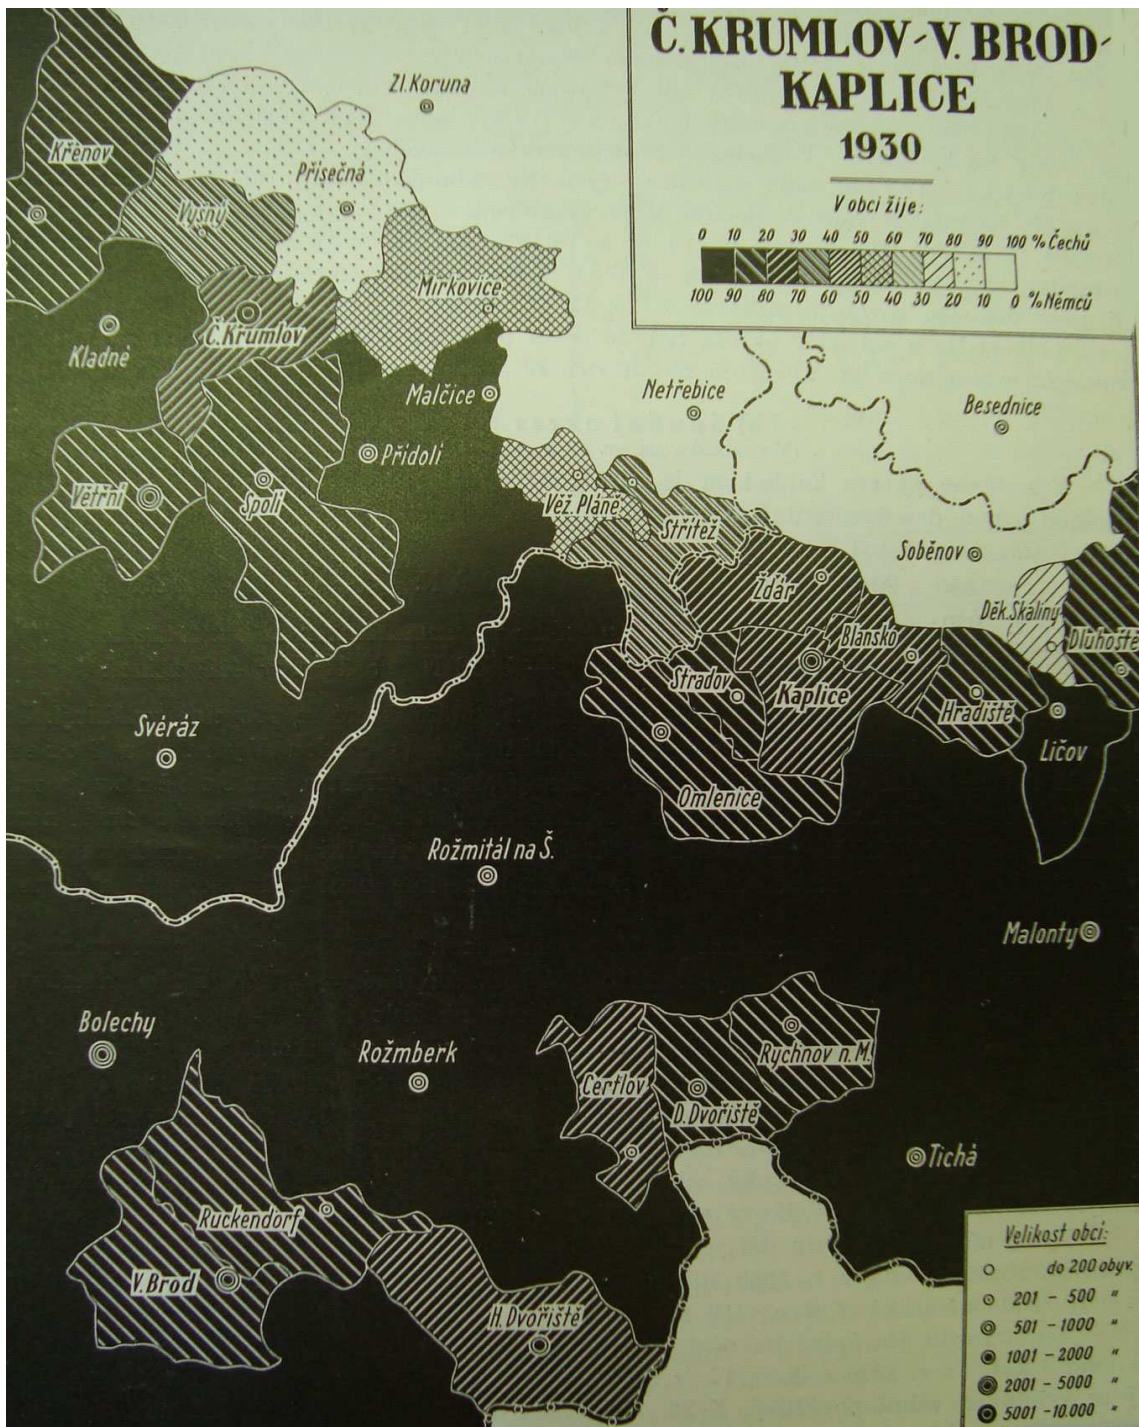 Č. KRUMLOV-V. BROD-
KAPLICE
1930
V obci žije:
0 10 20 30 40 50 60 70 80 90 100 % Čechů
100 90 80 70 60 50 40 30 20 10 0 % Němců
Zl. Koruna
Křenov
Přísečná
Vyšný
Mirkovice
Č. Krumlov
Kladné
Malčice
Netřebice
Besednice
Přídolí
Větřní
Spolí
Věž. Pláně
Střítež
Soběnov
Žďár
Děk. Skaliny
Blansko
Dluhoště
Stradov
Kaplice
Hradiště
Svéráz
Ličov
Omlenice
Rožmitál na Š.
Malonty
Bolechy
Rožmberk
Rychnov n. M.
Certlov
D. Dvořiště
Tichá
Ruckendorf
V. Brod
H. Dvořiště
Velikost obcí:
do 200 obyv.
201 - 500 "
501 - 1000 "
1001 - 2000 "
2001 - 5000 "
5001 - 10.000 "